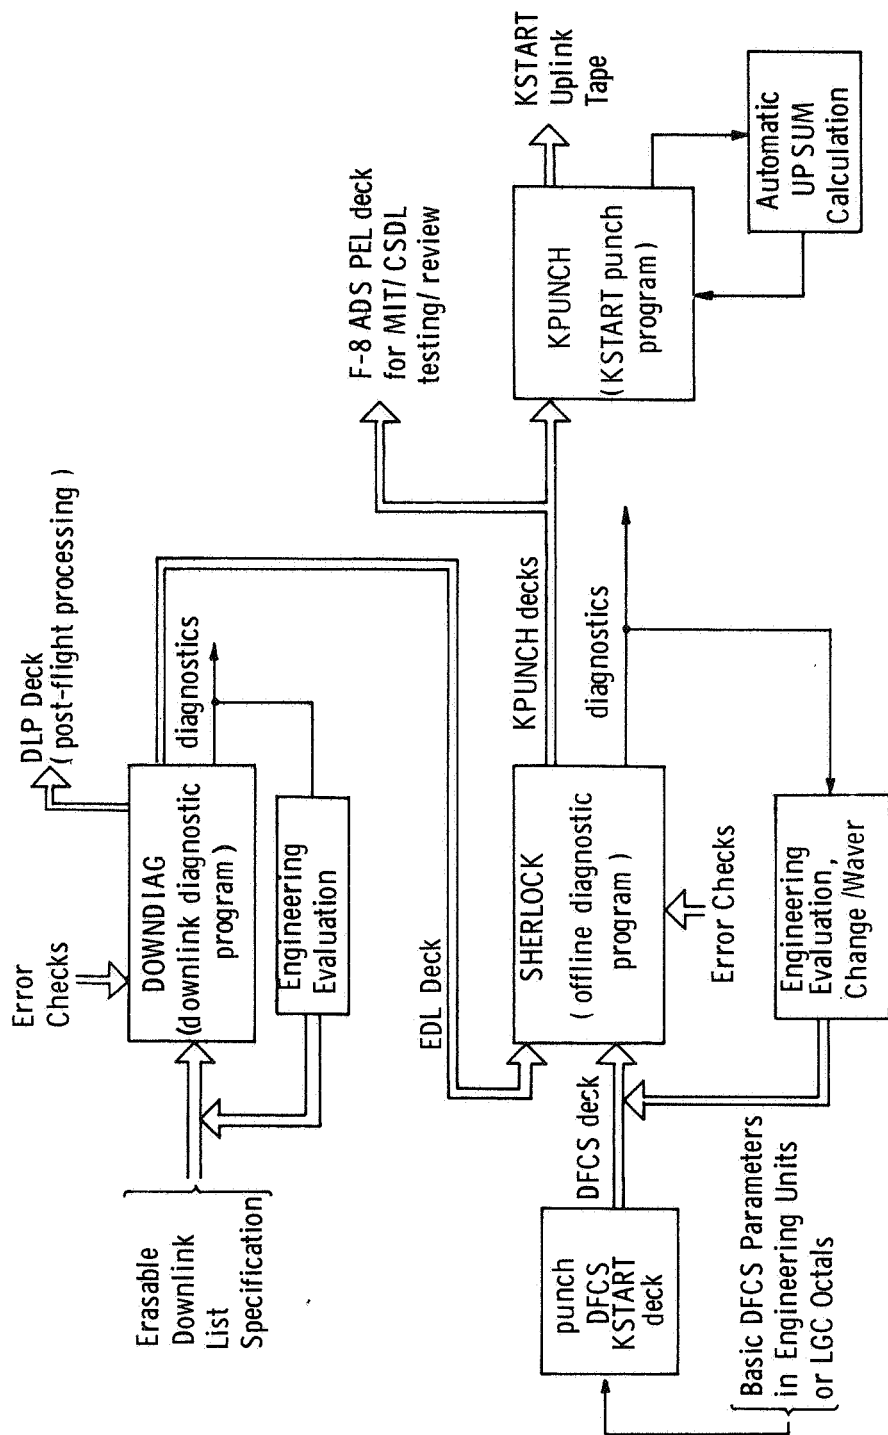 Erasable
Downlink
List
Specification
Error
Checks
DOWNDIAG
(downlink diagnostic
program)
DLP Deck
(post-flight processing)
diagnostics
Engineering
Evaluation
EDL Deck
punch
DFCS
KSTART
deck
DFCS deck
Basic DFCS Parameters
in Engineering Units
or LGC Octals
SHERLOCK
(offline diagnostic
program)
Error Checks
Engineering
Evaluation,
Change/Waver
KPUNCH decks
diagnostics
F-8 ADS PEL deck
for MIT/CSDL
testing/review
KPUNCH
(KSTART punch
program)
KSTART
Uplink
Tape
Automatic
UP SUM
Calculation